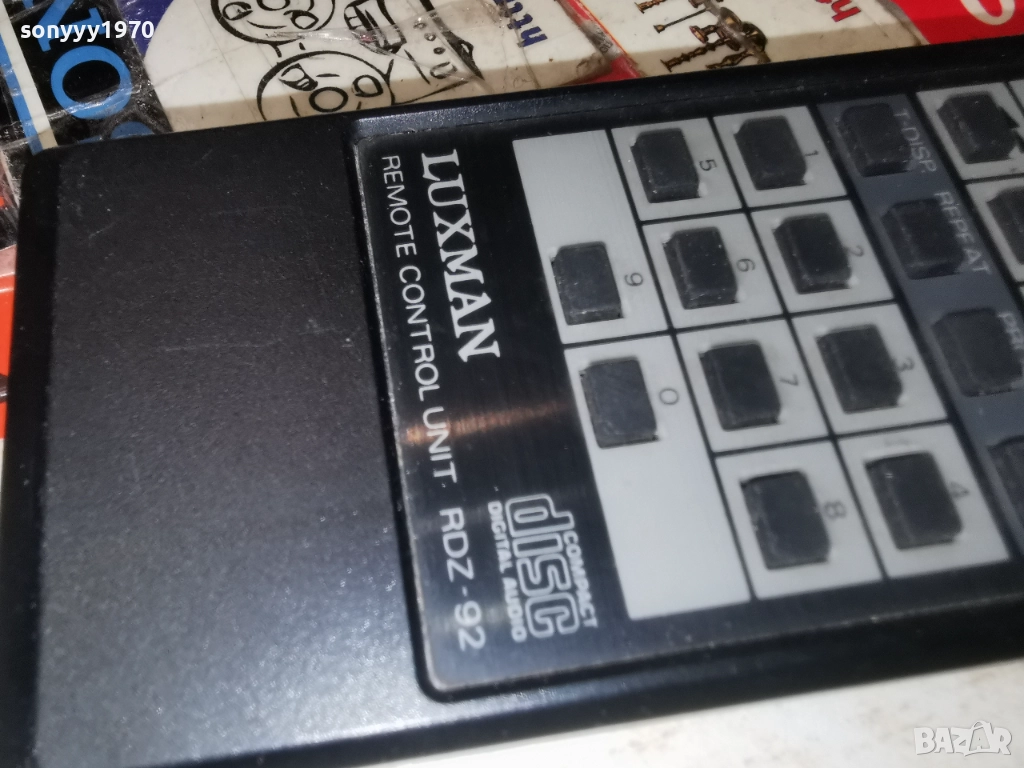 sonyyy1970
LUXMAN
REMOTE CONTROL UNIT RDZ-92
COMPACT
disc
DIGITAL AUDIO
T-DISP.
REPEAT
1
2
3
4
5
6
7
8
9
0
BAZAR